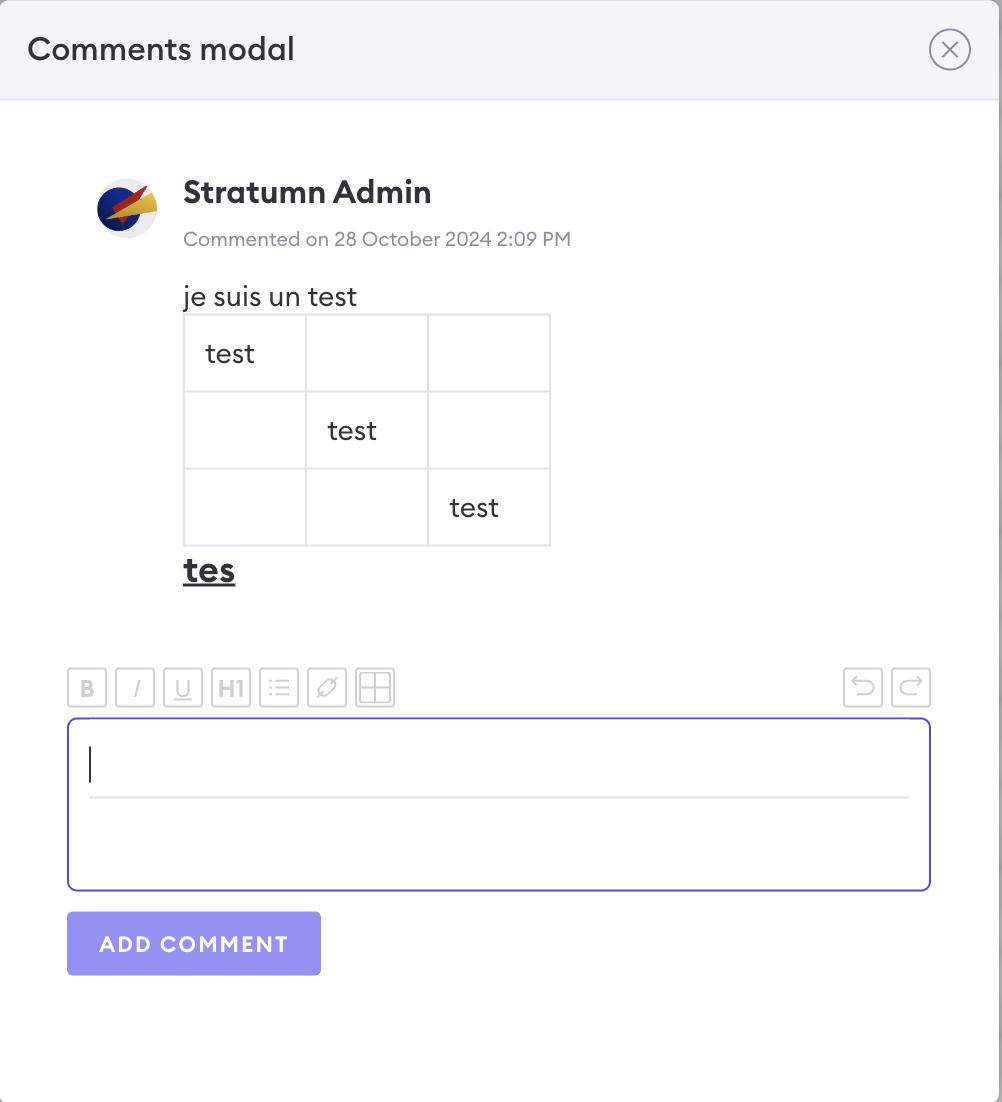 Comments modal
Stratumn Admin
Commented on 28 October 2024 2:09 PM
je suis un test
test
test
test
tes
B I U H1
ADD COMMENT